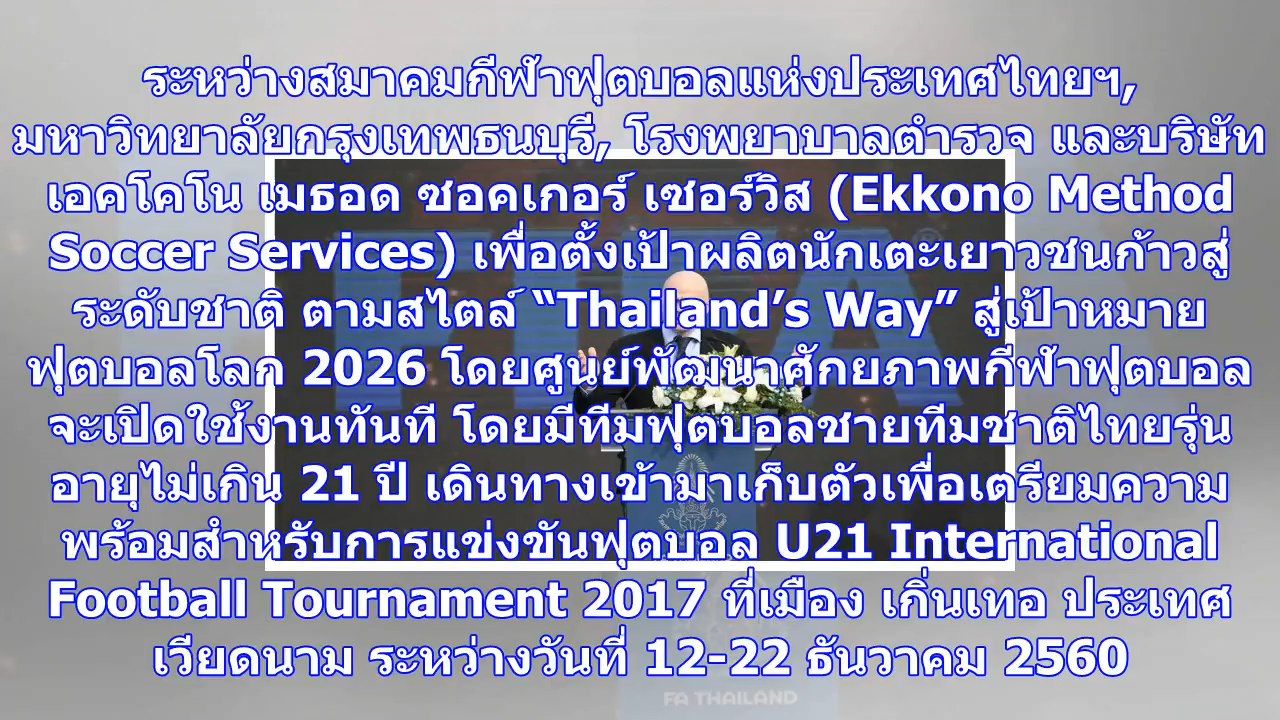 ระหว่างสมาคมกีฬาฟุตบอลแห่งประเทศไทยฯ,
มหาวิทยาลัยกรุงเทพธนบุรี, โรงพยาบาลตำรวจ และบริษัท
เอคโคโน เมธอด ซอคเกอร์ เซอร์วิส (Ekkono Method
Soccer Services) เพื่อตั้งเป้าผลิตนักเตะเยาวชนก้าวสู่
ระดับชาติ ตามสไตล์ “Thailand’s Way” สู่เป้าหมาย
ฟุตบอลโลก 2026 โดยศูนย์พัฒนาศักยภาพกีฬาฟุตบอล
จะเปิดใช้งานทันที โดยมีทีมฟุตบอลชายทีมชาติไทยรุ่น
อายุไม่เกิน 21 ปี เดินทางเข้ามาเก็บตัวเพื่อเตรียมความ
พร้อมสำหรับการแข่งขันฟุตบอล U21 International
Football Tournament 2017 ที่เมือง เกิ่นเทอ ประเทศ
เวียดนาม ระหว่างวันที่ 12-22 ธันวาคม 2560
FA THAILAND